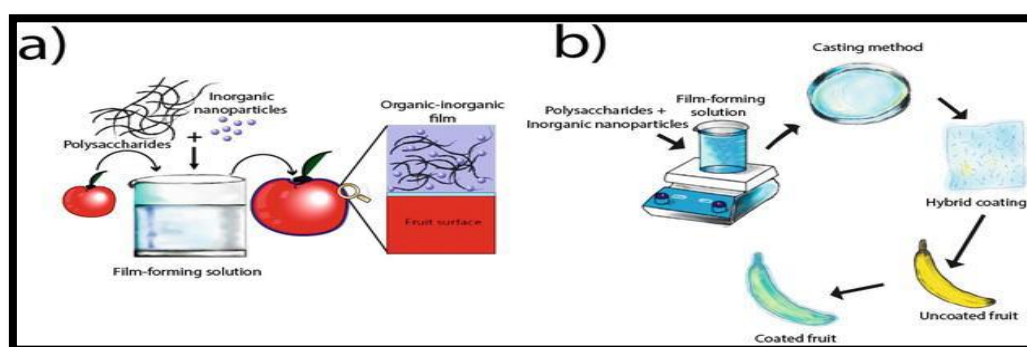 a)
Polysaccharides
Inorganic
nanoparticles
+
Film-forming solution
Organic-inorganic
film
Fruit surface
b)
Polysaccharides +
Inorganic nanoparticles
Film-forming
solution
Casting method
Hybrid coating
Uncoated fruit
Coated fruit